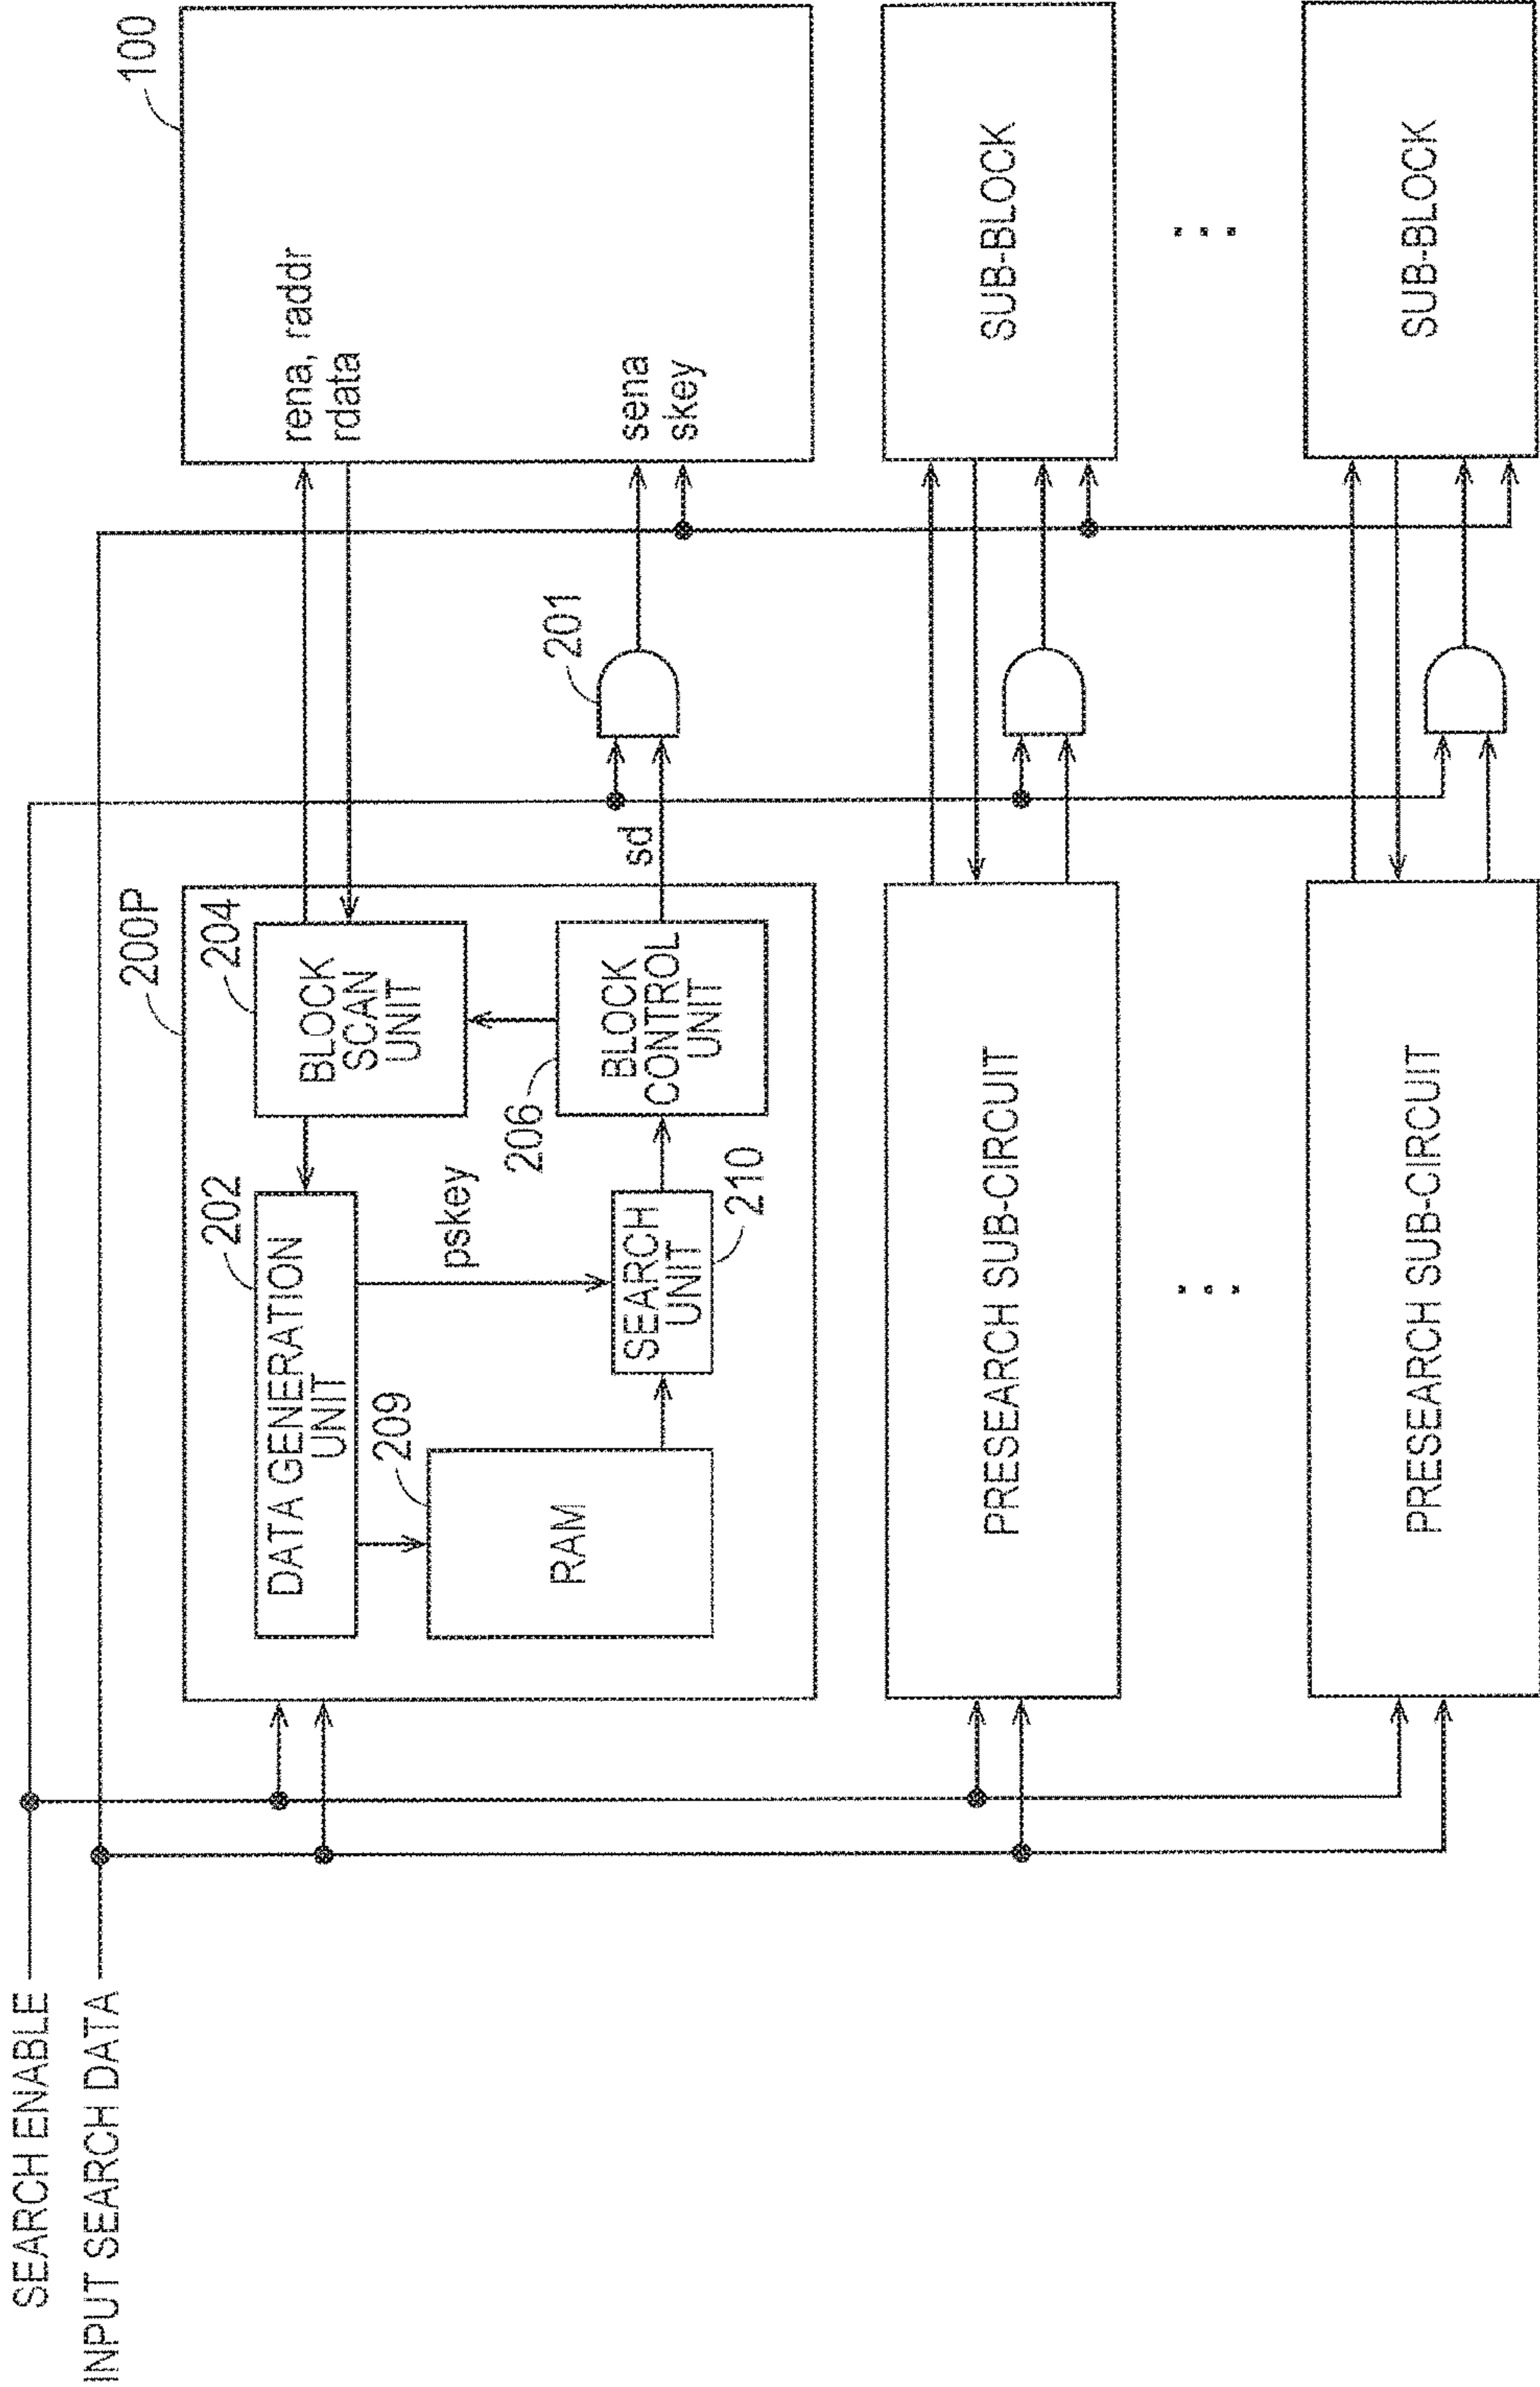 SEARCH ENABLE
INPUT SEARCH DATA
200P
202
DATA GENERATION
UNIT
204
BLOCK
SCAN
UNIT
209
RAM
pskey
SEARCH
UNIT
210
206
BLOCK
CONTROL
UNIT
sd
201
100
rena, raddr
rdata
sena
skey
PRESEARCH SUB-CIRCUIT
SUB-BLOCK
...
...
PRESEARCH SUB-CIRCUIT
SUB-BLOCK